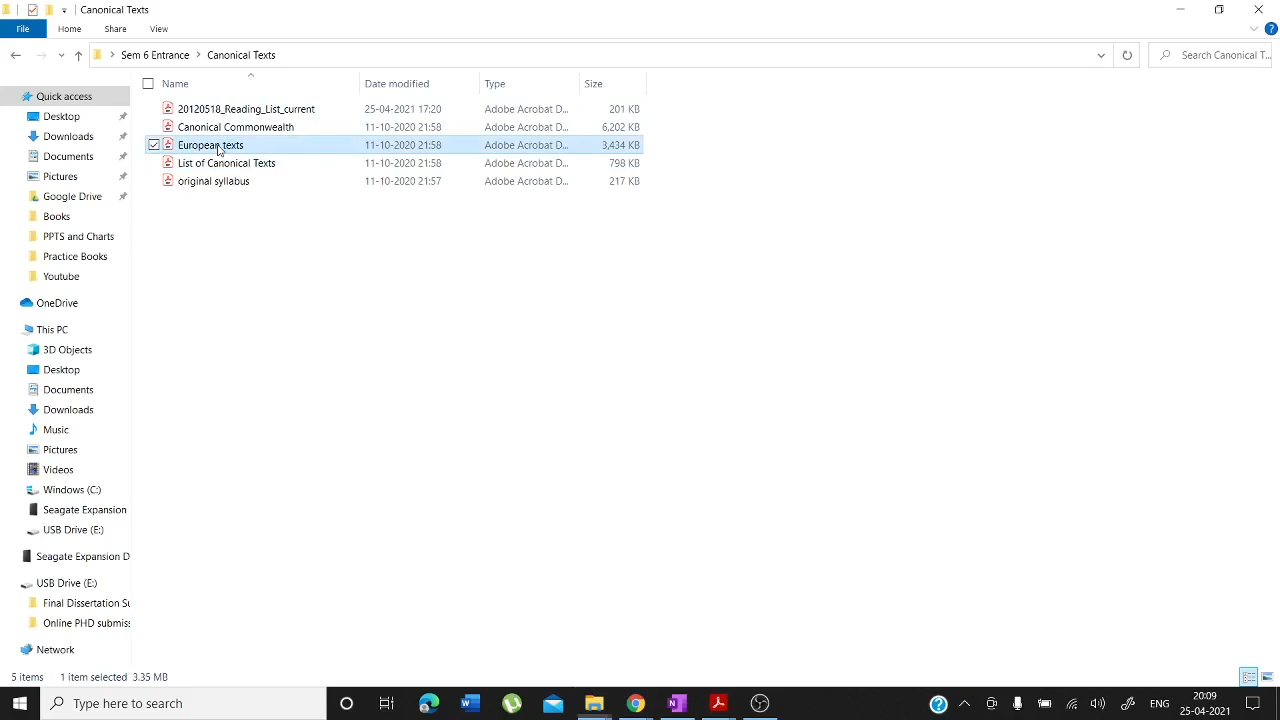 Canonical Texts
File Home Share View
Sem 6 Entrance Canonical Texts Search Canonical T...
Name Date modified Type Size
20120518_Reading_List_current 25-04-2021 17:20 Adobe Acrobat D... 201 KB
Canonical Commonwealth 11-10-2020 21:58 Adobe Acrobat D... 6,202 KB
European texts 11-10-2020 21:58 Adobe Acrobat D... 3,434 KB
List of Canonical Texts 11-10-2020 21:58 Adobe Acrobat D... 798 KB
original syllabus 11-10-2020 21:57 Adobe Acrobat D... 217 KB
Quick access
Desktop
Downloads
Documents
Pictures
Google Drive
Books
PPTS and Charts
Practice Books
Youtube
OneDrive
This PC
3D Objects
Desktop
Documents
Downloads
Music
Pictures
Videos
Windows (C:)
Seagate Expansion
USB Drive (E:)
Seagate Expansion D
USB Drive (E:)
Final Dissertation Su
Online PHD submiss
Network
5 items 1 item selected 3.35 MB
Type here to search
ENG
20:09
25-04-2021